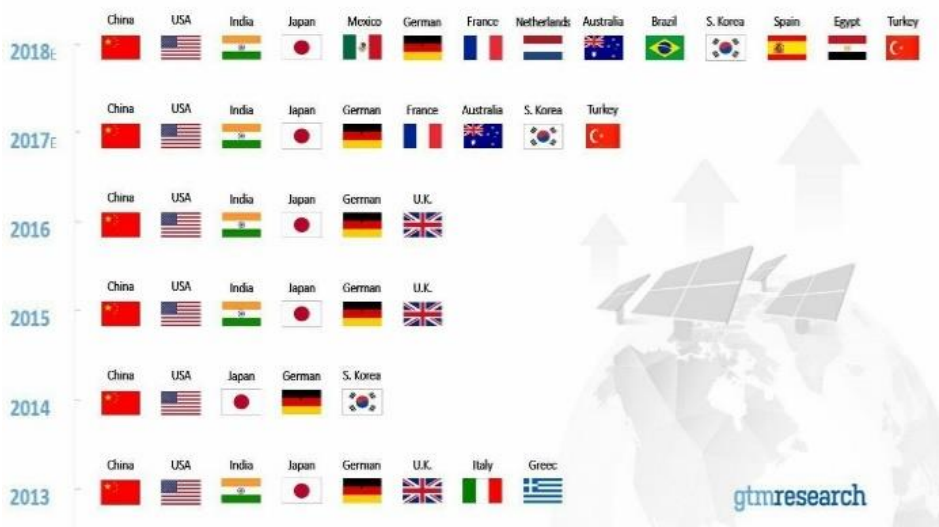 China USA India Japan Mexico German France Netherlands Australia Brazil S. Korea Spain Egypt Turkey
2018E
China USA India Japan German France Australia S. Korea Turkey
2017E
China USA India Japan German U.K.
2016
China USA India Japan German U.K.
2015
China USA Japan German S. Korea
2014
China USA India Japan German U.K. Italy Greec
2013
gtmresearch